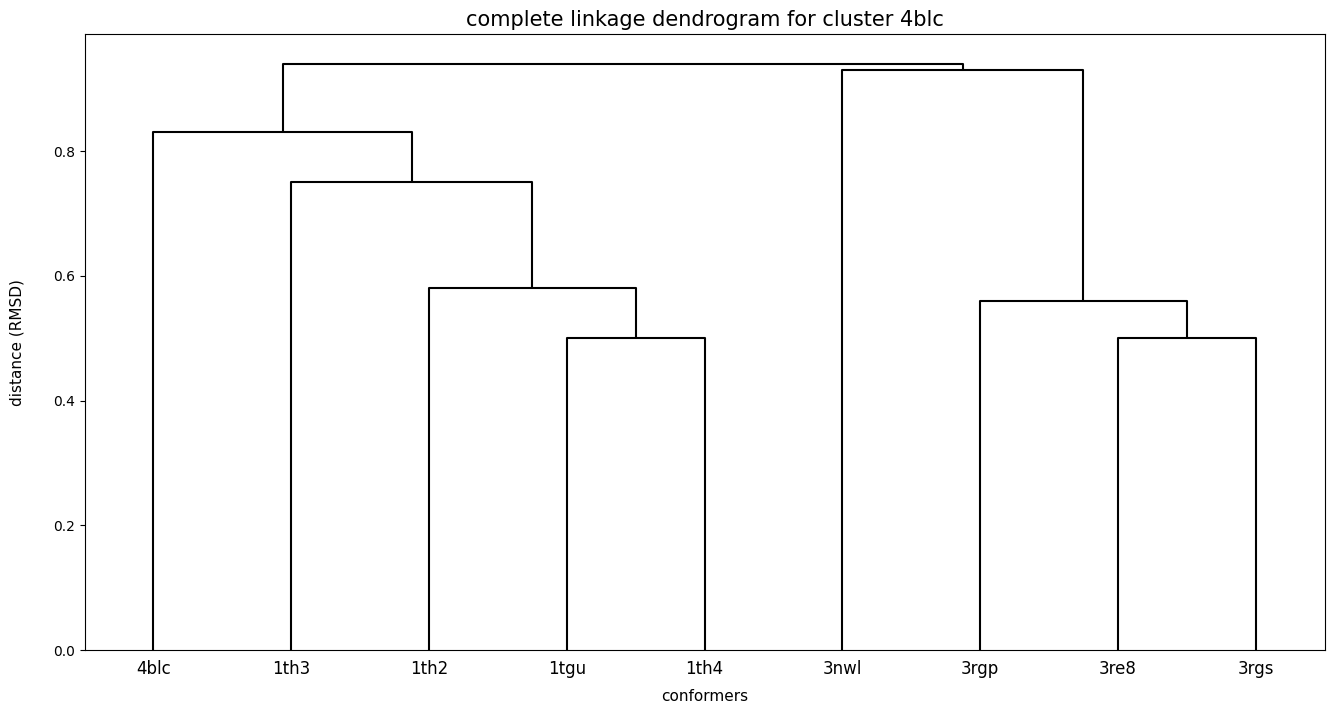 complete linkage dendrogram for cluster 4blc
distance (RMSD)
0.8
0.6
0.4
0.2
0.0
4blc 1th3 1th2 1tgu 1th4 3nwl 3rgp 3re8 3rgs
conformers